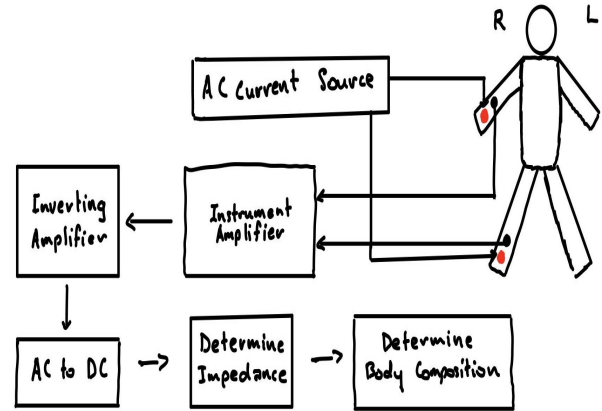 R
L
AC Current Source
Inverting
Amplifier
Instrument
Amplifier
AC to DC
Determine
Impedance
Determine
Body Composition